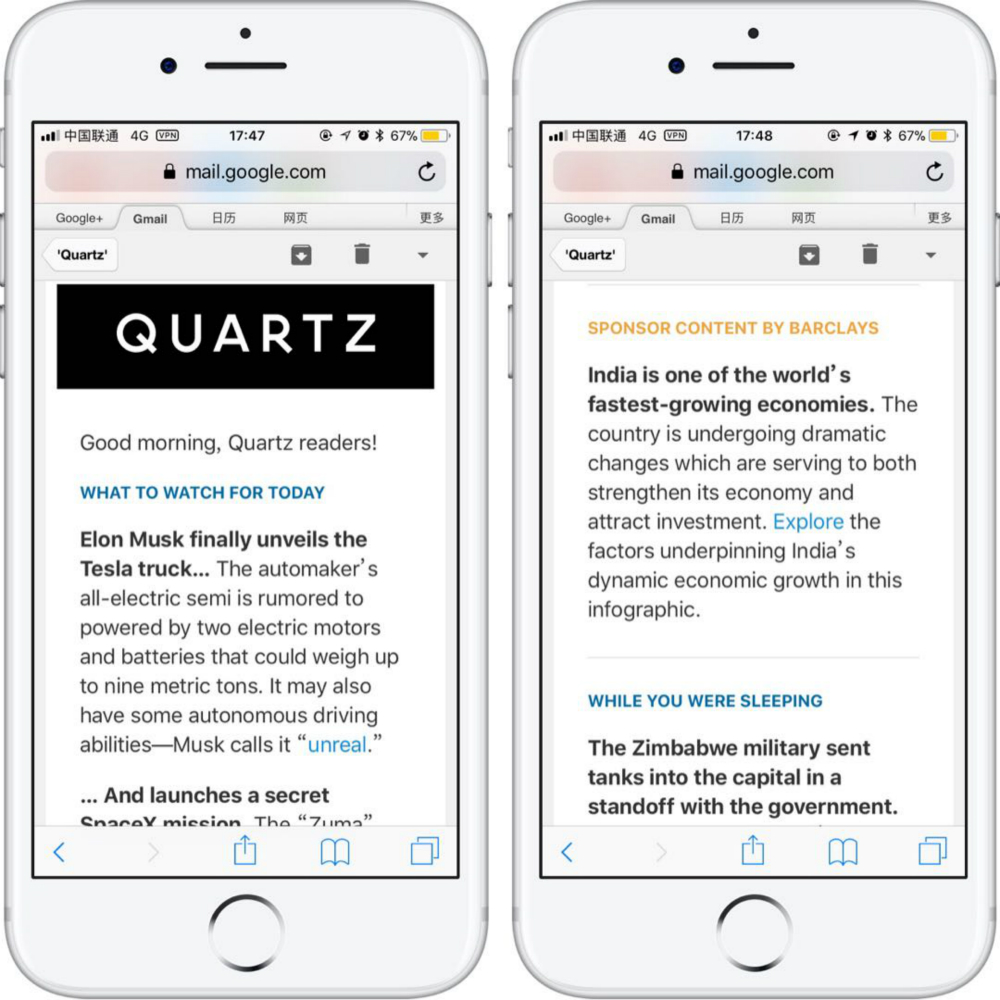 中国联通 4G VPN 17:47 67%
mail.google.com
Google+ Gmail 日历 网页 更多
'Quartz'
QUARTZ
Good morning, Quartz readers!
WHAT TO WATCH FOR TODAY
Elon Musk finally unveils the
Tesla truck... The automaker's
all-electric semi is rumored to
powered by two electric motors
and batteries that could weigh up
to nine metric tons. It may also
have some autonomous driving
abilities—Musk calls it “unreal.”
... And launches a secret
SpaceX mission. The “Zuma”
中国联通 4G VPN 17:48 67%
mail.google.com
Google+ Gmail 日历 网页 更多
'Quartz'
SPONSOR CONTENT BY BARCLAYS
India is one of the world's
fastest-growing economies. The
country is undergoing dramatic
changes which are serving to both
strengthen its economy and
attract investment. Explore the
factors underpinning India's
dynamic economic growth in this
infographic.
WHILE YOU WERE SLEEPING
The Zimbabwe military sent
tanks into the capital in a
standoff with the government.